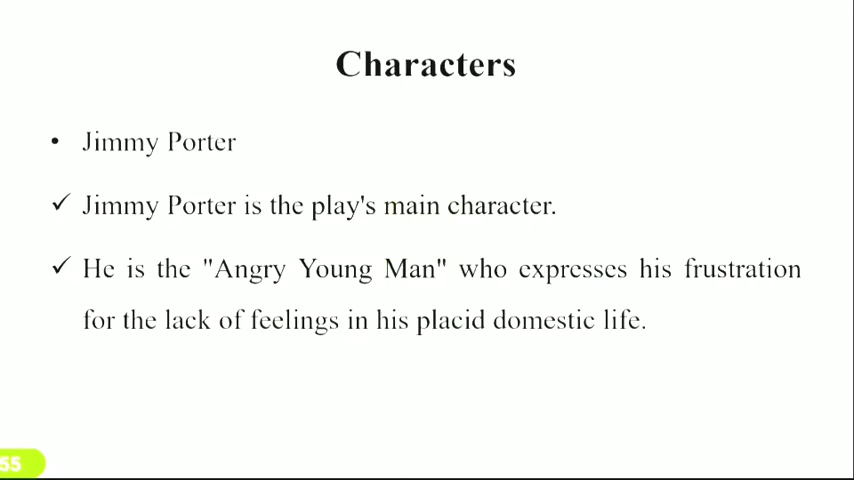 Characters
• Jimmy Porter
✓ Jimmy Porter is the play's main character.
✓ He is the "Angry Young Man" who expresses his frustration
for the lack of feelings in his placid domestic life.
55